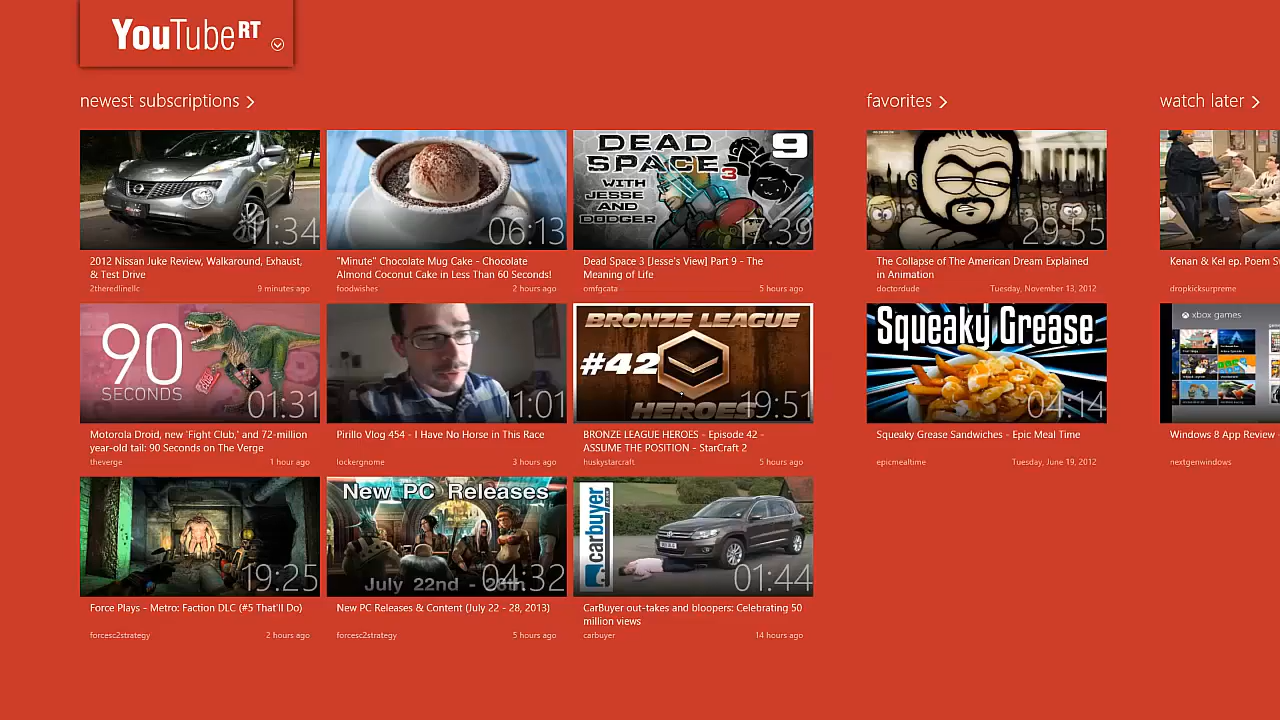 YouTubeRT
newest subscriptions
favorites
watch later
11:34
2012 Nissan Juke Review, Walkaround, Exhaust,
& Test Drive
2theredlinellc 9 minutes ago
06:13
"Minute" Chocolate Mug Cake - Chocolate
Almond Coconut Cake in Less Than 60 Seconds!
foodwishes 2 hours ago
DEAD 9
SPACE 3
WITH
JESSE
AND
DODGER
17:39
Dead Space 3 [Jesse's View] Part 9 - The
Meaning of Life
omfgcata 5 hours ago
29:55
The Collapse of The American Dream Explained
in Animation
doctordude Tuesday, November 13, 2012
Kenan & Kel ep. Poem Sv
dropkicksurpreme
90
SECONDS
01:31
Motorola Droid, new 'Fight Club,' and 72-million
year-old tail: 90 Seconds on The Verge
theverge 1 hour ago
11:01
Pirillo Vlog 454 - I Have No Horse in This Race
lockergnome 3 hours ago
BRONZE LEAGUE
#42
HEROES
19:51
BRONZE LEAGUE HEROES - Episode 42 -
ASSUME THE POSITION - StarCraft 2
huskystarcraft 5 hours ago
Squeaky Grease
04:14
Squeaky Grease Sandwiches - Epic Meal Time
epicmealtime Tuesday, June 19, 2012
xbox games
Windows 8 App Review -
nextgenwindows
19:25
Force Plays - Metro: Faction DLC (#5 That'll Do)
forcesc2strategy 2 hours ago
New PC Releases
July 22nd - 28th
04:32
New PC Releases & Content (July 22 - 28, 2013)
forcesc2strategy 5 hours ago
carbuyer
01:44
CarBuyer out-takes and bloopers: Celebrating 50
million views
carbuyer 14 hours ago